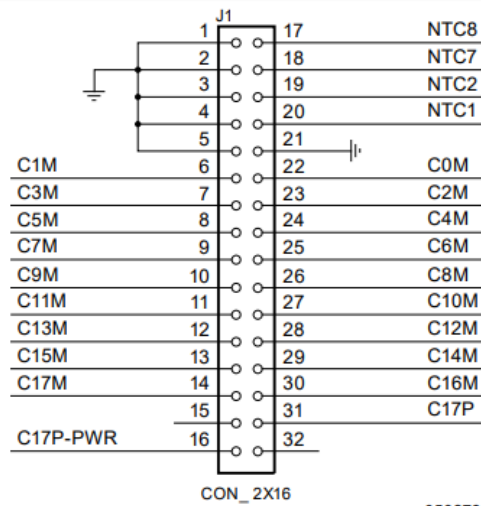 J1
1 17 NTC8
2 18 NTC7
3 19 NTC2
4 20 NTC1
5 21
C1M 6 22 C0M
C3M 7 23 C2M
C5M 8 24 C4M
C7M 9 25 C6M
C9M 10 26 C8M
C11M 11 27 C10M
C13M 12 28 C12M
C15M 13 29 C14M
C17M 14 30 C16M
15 31 C17P
C17P-PWR 16 32
CON_ 2X16